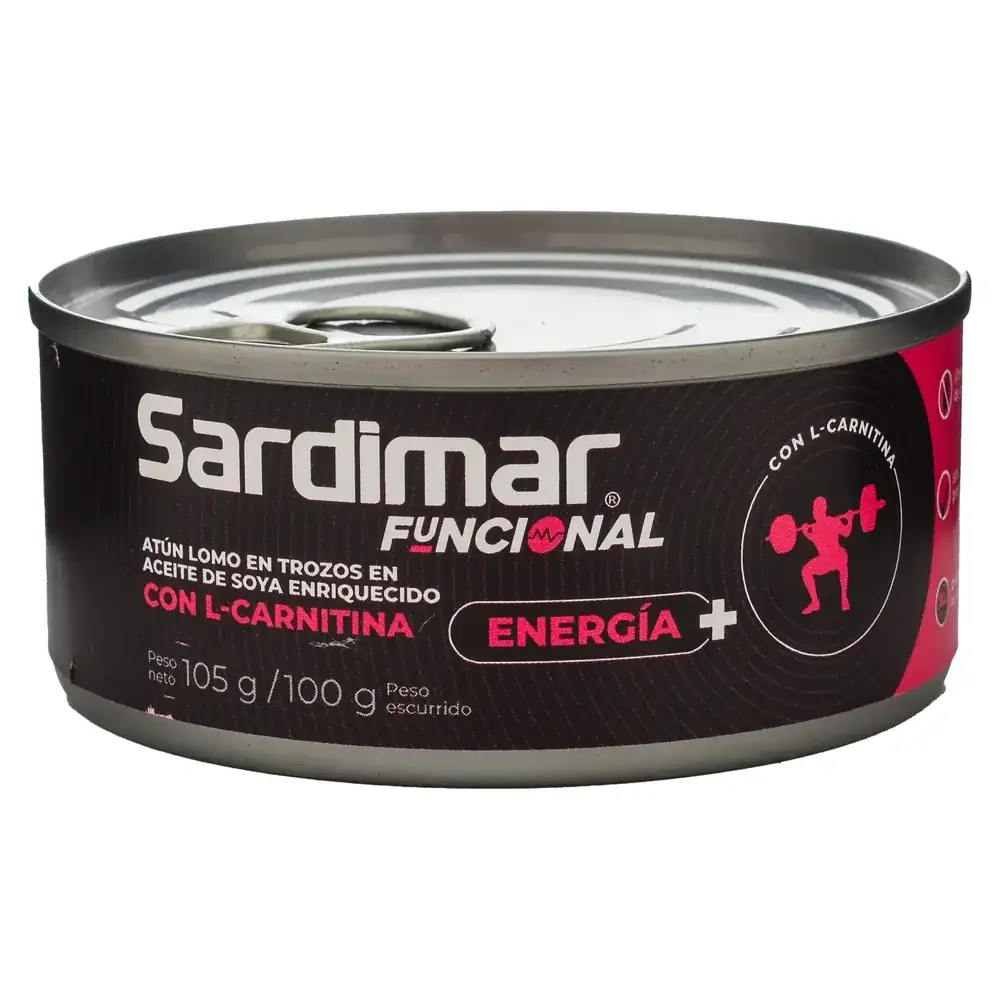 Sardimar®
FUNCIONAL
ATÚN LOMO EN TROZOS EN
ACEITE DE SOYA ENRIQUECIDO
CON L-CARNITINA
ENERGÍA +
Peso neto 105 g / 100 g Peso escurrido
CON L-CARNITINA